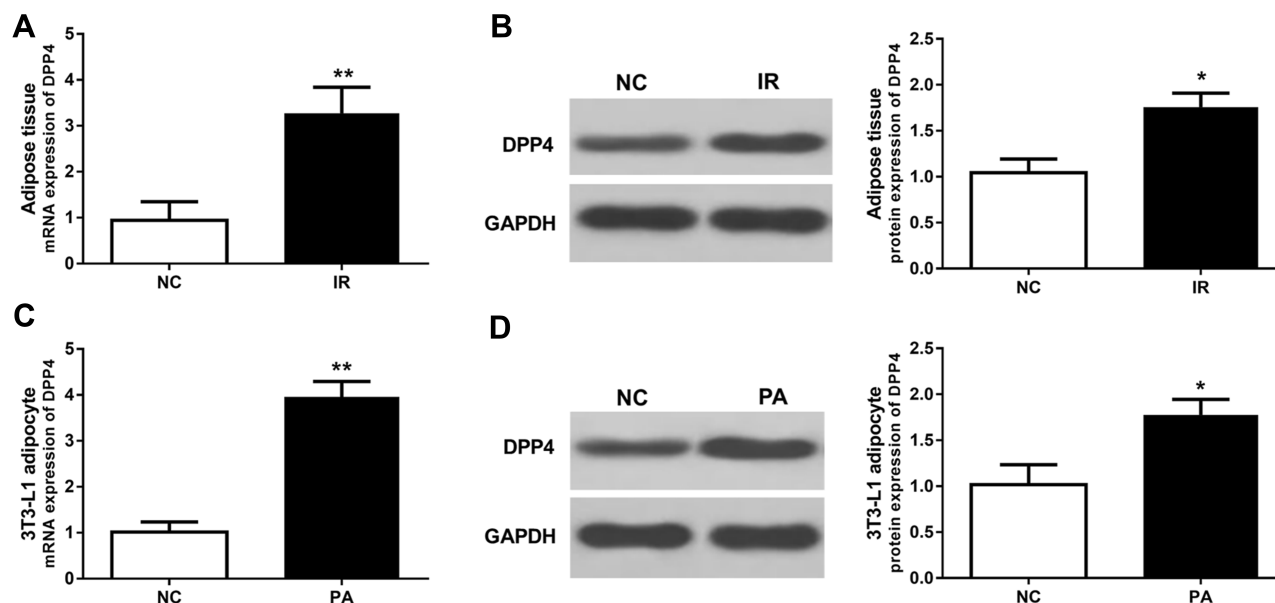 A
Adipose tissue
mRNA expression of DPP4
5
4
3
2
1
0
**
NC
IR
B
NC
IR
DPP4
GAPDH
Adipose tissue
protein expression of DPP4
2.5
2.0
1.5
1.0
0.5
0.0
*
NC
IR
C
3T3-L1 adipocyte
mRNA expression of DPP4
5
4
3
2
1
0
**
NC
PA
D
NC
PA
DPP4
GAPDH
3T3-L1 adipocyte
protein expression of DPP4
2.5
2.0
1.5
1.0
0.5
0.0
*
NC
PA